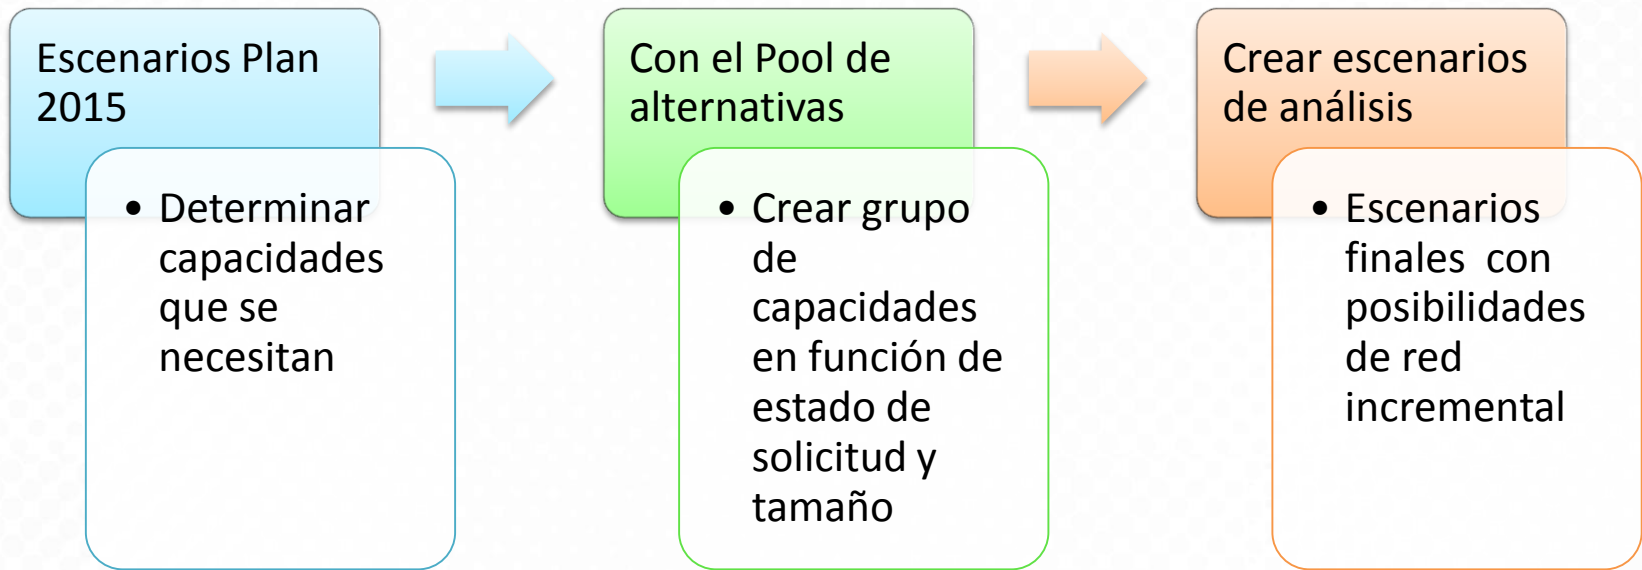 Escenarios Plan
2015
• Determinar
capacidades
que se
necesitan
Con el Pool de
alternativas
• Crear grupo
de
capacidades
en función de
estado de
solicitud y
tamaño
Crear escenarios
de análisis
• Escenarios
finales  con
posibilidades
de red
incremental